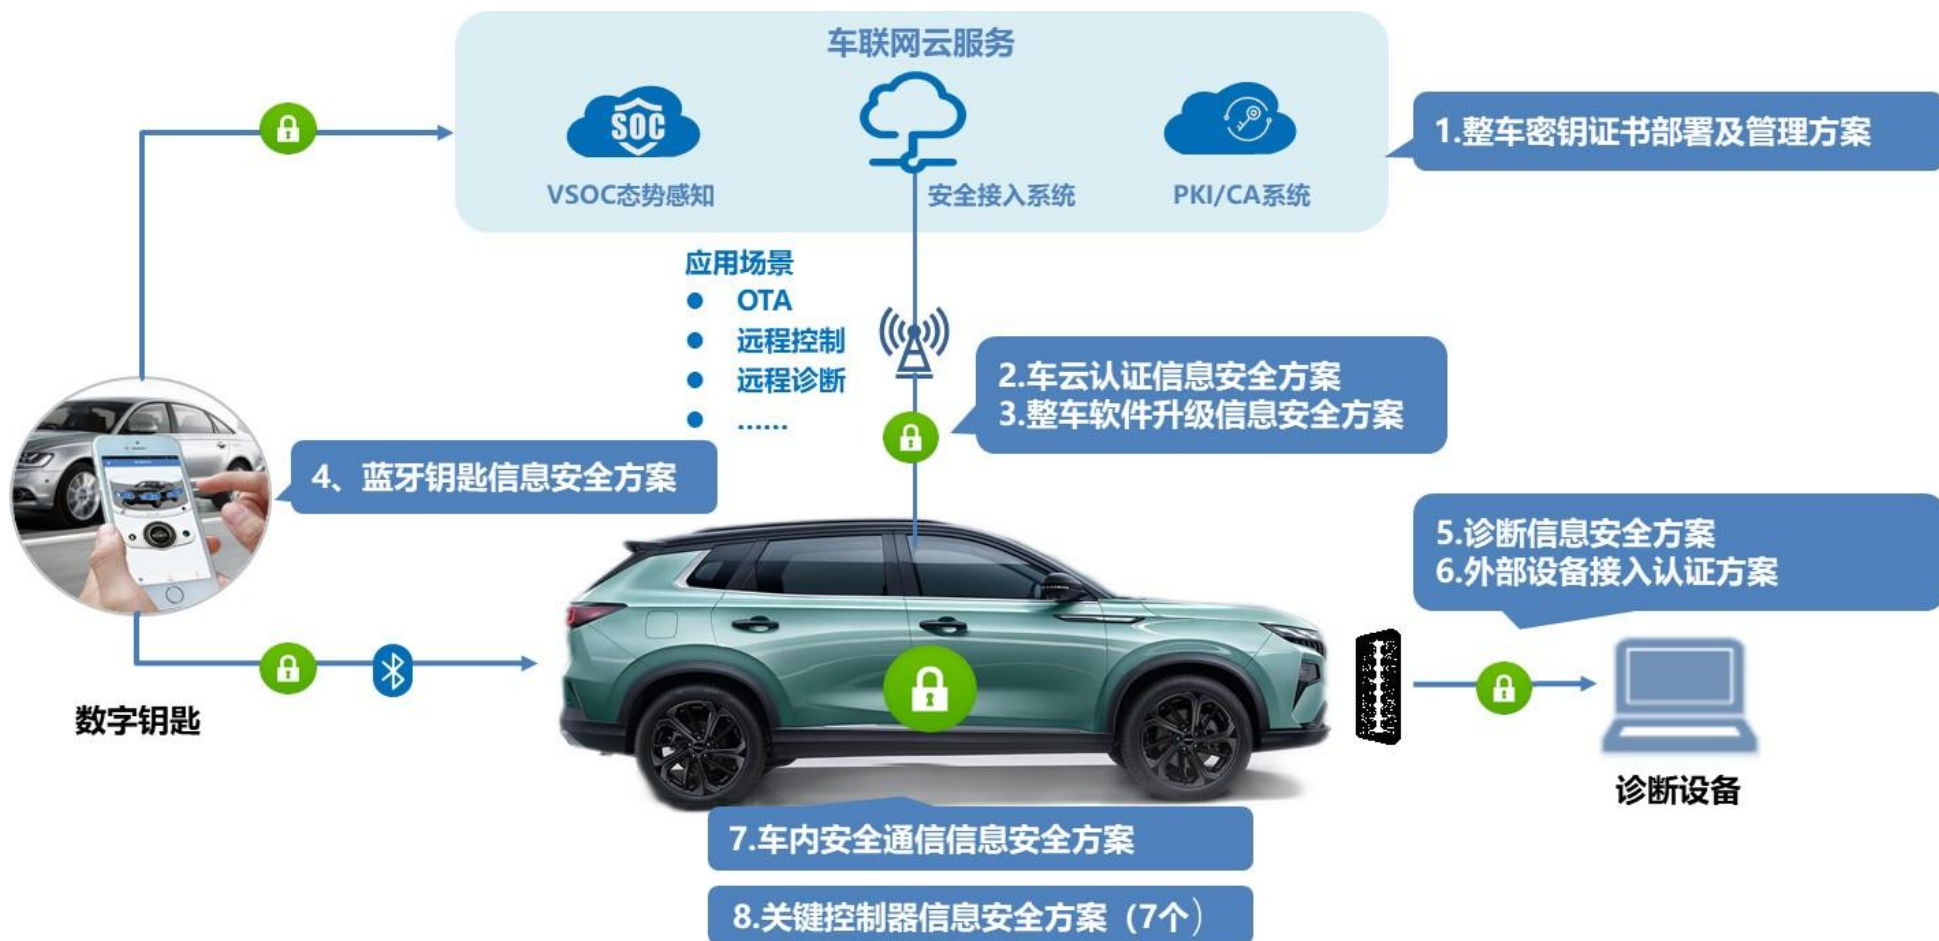 车联网云服务
SOC
VSOC态势感知
安全接入系统
PKI/CA系统
1.整车密钥证书部署及管理方案
应用场景
● OTA
● 远程控制
● 远程诊断
● ......
2.车云认证信息安全方案
3.整车软件升级信息安全方案
4、蓝牙钥匙信息安全方案
5.诊断信息安全方案
6.外部设备接入认证方案
数字钥匙
诊断设备
7.车内安全通信信息安全方案
8.关键控制器信息安全方案（7个）